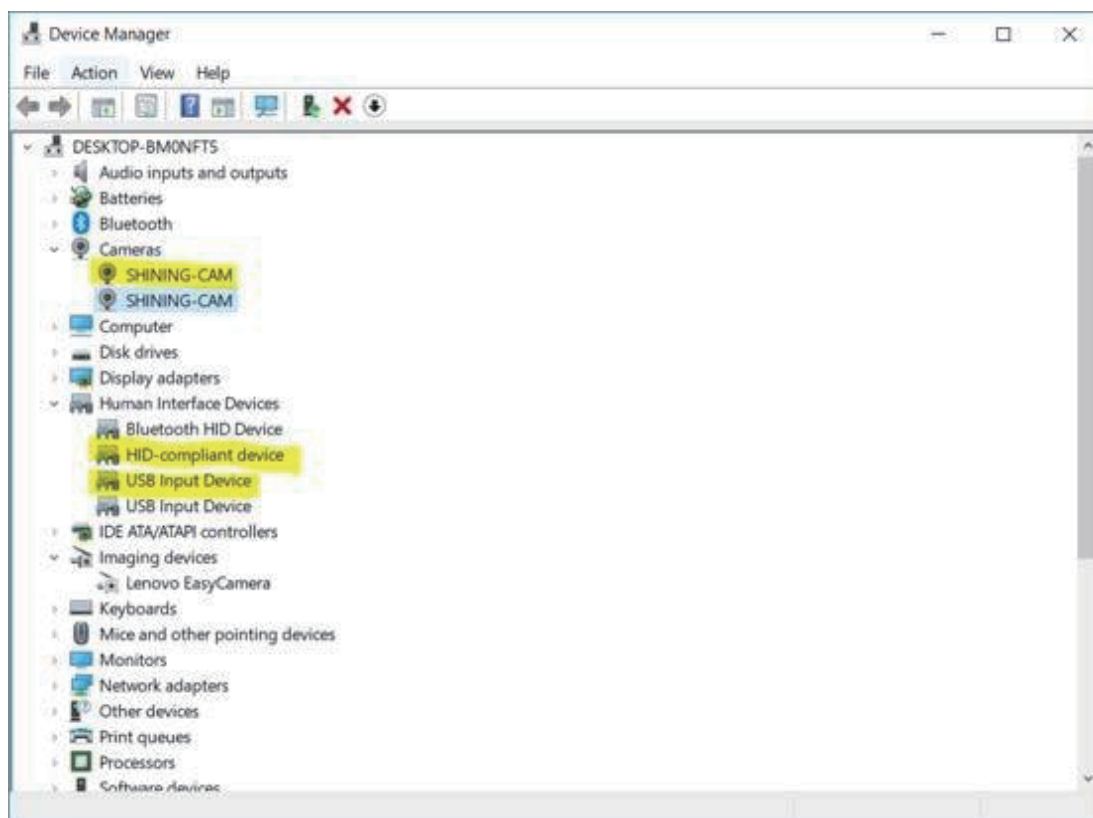 Device Manager
File Action View Help
DESKTOP-BM0NFTS
Audio inputs and outputs
Batteries
Bluetooth
Cameras
SHINING-CAM
SHINING-CAM
Computer
Disk drives
Display adapters
Human Interface Devices
Bluetooth HID Device
HID-compliant device
USB Input Device
USB Input Device
IDE ATA/ATAPI controllers
Imaging devices
Lenovo EasyCamera
Keyboards
Mice and other pointing devices
Monitors
Network adapters
Other devices
Print queues
Processors
Software devices